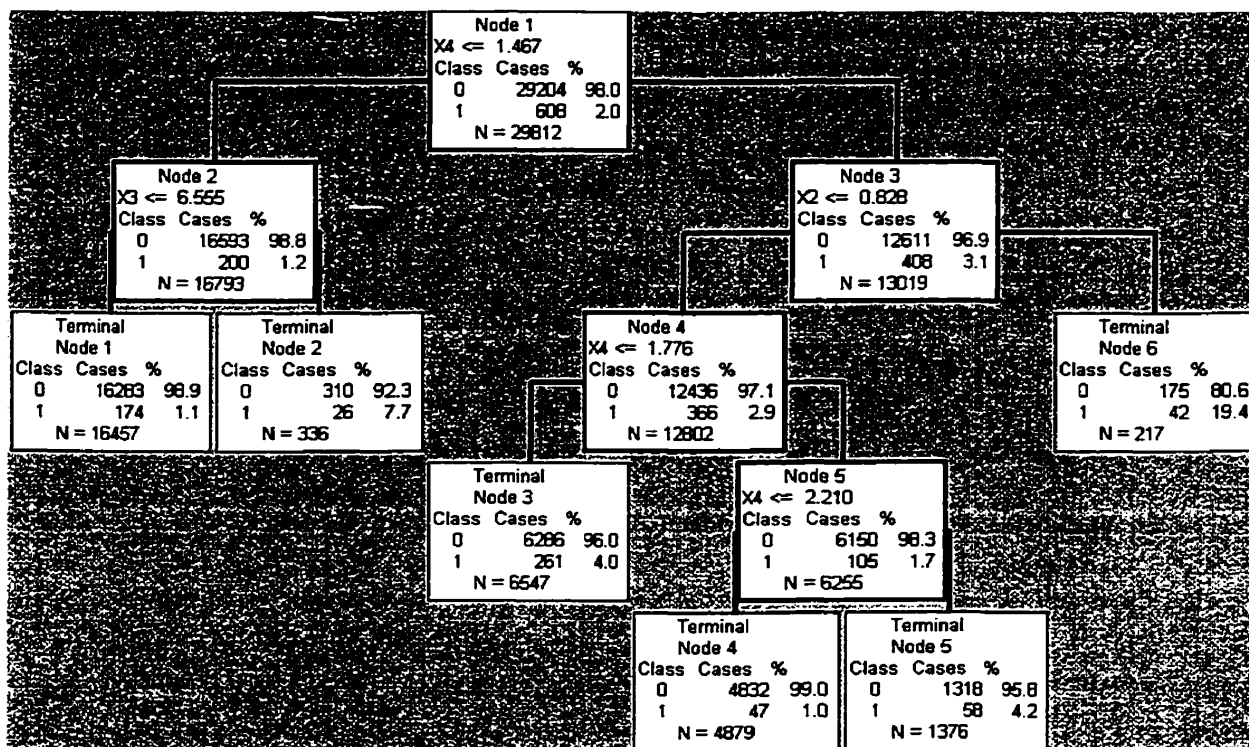 Node 1
X4 <= 1.467
Class Cases %
0 29204 98.0
1 608 2.0
N = 29812
Node 2
X3 <= 6.555
Class Cases %
0 16593 98.8
1 200 1.2
N = 16793
Node 3
X2 <= 0.828
Class Cases %
0 12611 96.9
1 408 3.1
N = 13019
Terminal
Node 1
Class Cases %
0 16283 98.9
1 174 1.1
N = 16457
Terminal
Node 2
Class Cases %
0 310 92.3
1 26 7.7
N = 336
Node 4
X4 <= 1.776
Class Cases %
0 12436 97.1
1 366 2.9
N = 12802
Terminal
Node 6
Class Cases %
0 175 80.6
1 42 19.4
N = 217
Terminal
Node 3
Class Cases %
0 6286 96.0
1 261 4.0
N = 6547
Node 5
X4 <= 2.210
Class Cases %
0 6150 98.3
1 105 1.7
N = 6255
Terminal
Node 4
Class Cases %
0 4832 99.0
1 47 1.0
N = 4879
Terminal
Node 5
Class Cases %
0 1318 95.8
1 58 4.2
N = 1376